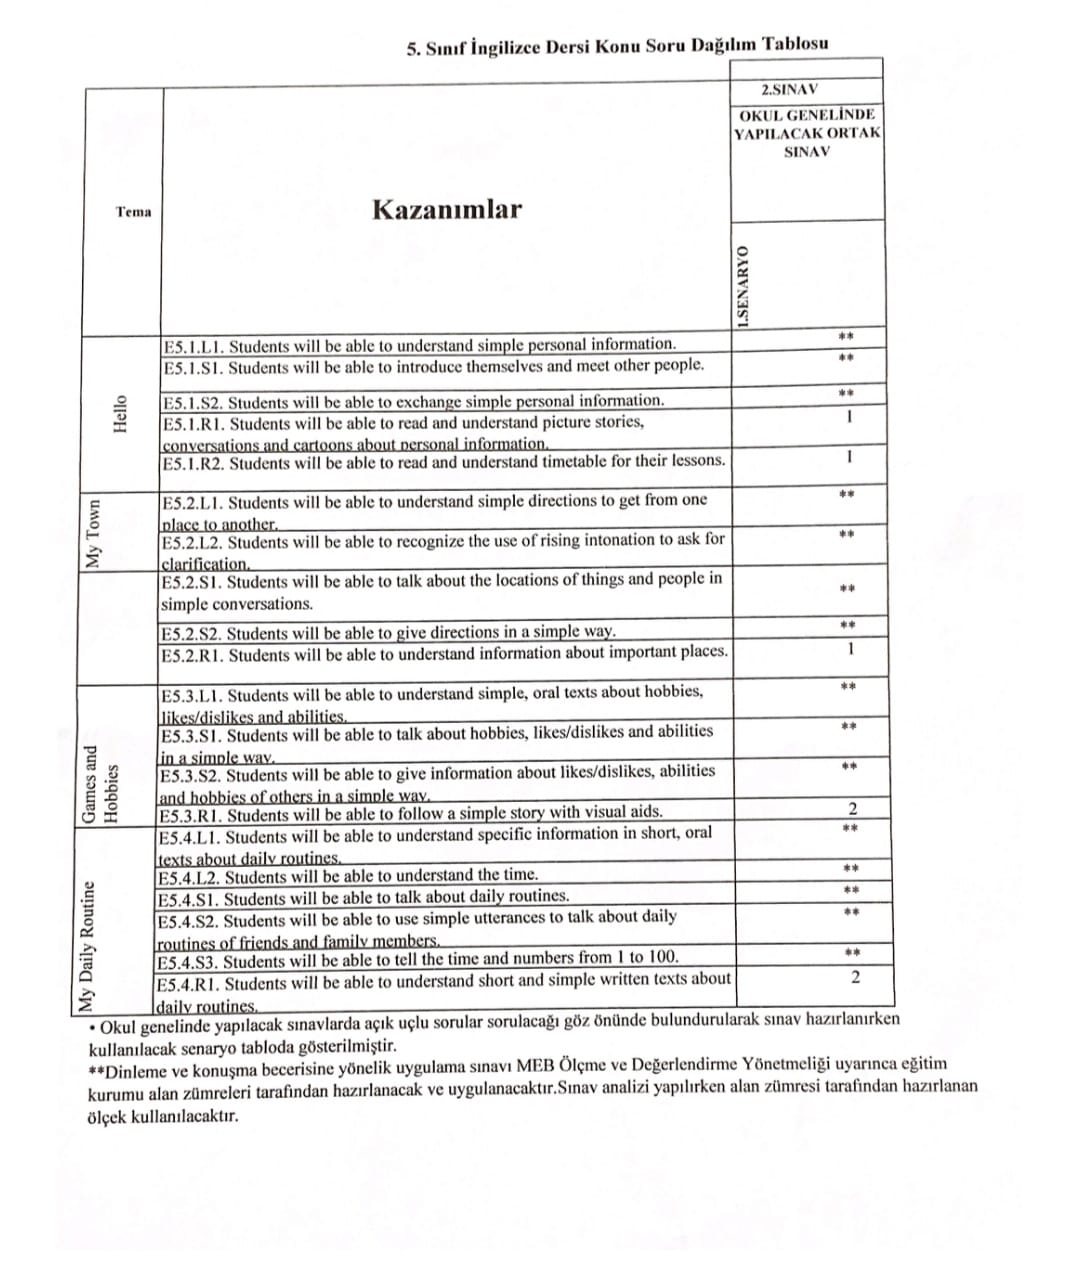 5. Sınıf İngilizce Dersi Konu Soru Dağılım Tablosu
2.SINAV
OKUL GENELİNDE
YAPILACAK ORTAK
SINAV
Tema
Kazanımlar
1.SENARYO
Hello
E5.1.L1. Students will be able to understand simple personal information.
**
E5.1.S1. Students will be able to introduce themselves and meet other people.
**
E5.1.S2. Students will be able to exchange simple personal information.
**
E5.1.R1. Students will be able to read and understand picture stories,
conversations and cartoons about personal information.
1
E5.1.R2. Students will be able to read and understand timetable for their lessons.
1
My Town
E5.2.L1. Students will be able to understand simple directions to get from one
place to another.
**
E5.2.L2. Students will be able to recognize the use of rising intonation to ask for
clarification.
**
E5.2.S1. Students will be able to talk about the locations of things and people in
simple conversations.
**
E5.2.S2. Students will be able to give directions in a simple way.
**
E5.2.R1. Students will be able to understand information about important places.
1
Games and
Hobbies
E5.3.L1. Students will be able to understand simple, oral texts about hobbies,
likes/dislikes and abilities.
**
E5.3.S1. Students will be able to talk about hobbies, likes/dislikes and abilities
in a simple way.
**
E5.3.S2. Students will be able to give information about likes/dislikes, abilities
and hobbies of others in a simple way.
**
E5.3.R1. Students will be able to follow a simple story with visual aids.
2
My Daily Routine
E5.4.L1. Students will be able to understand specific information in short, oral
texts about daily routines.
**
E5.4.L2. Students will be able to understand the time.
**
E5.4.S1. Students will be able to talk about daily routines.
**
E5.4.S2. Students will be able to use simple utterances to talk about daily
routines of friends and family members.
**
E5.4.S3. Students will be able to tell the time and numbers from 1 to 100.
**
E5.4.R1. Students will be able to understand short and simple written texts about
daily routines.
2
• Okul genelinde yapılacak sınavlarda açık uçlu sorular sorulacağı göz önünde bulundurularak sınav hazırlanırken
kullanılacak senaryo tabloda gösterilmiştir.
**Dinleme ve konuşma becerisine yönelik uygulama sınavı MEB Ölçme ve Değerlendirme Yönetmeliği uyarınca eğitim
kurumu alan zümreleri tarafından hazırlanacak ve uygulanacaktır.Sınav analizi yapılırken alan zümresi tarafından hazırlanan
ölçek kullanılacaktır.